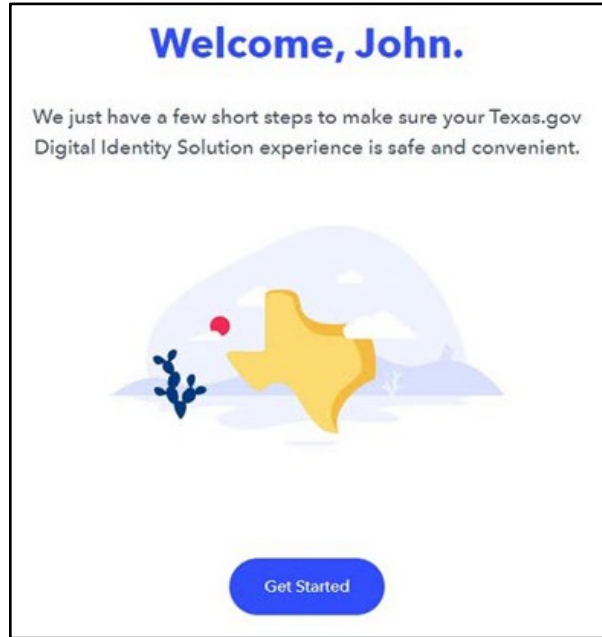 Welcome, John.
We just have a few short steps to make sure your Texas.gov
Digital Identity Solution experience is safe and convenient.
Get Started